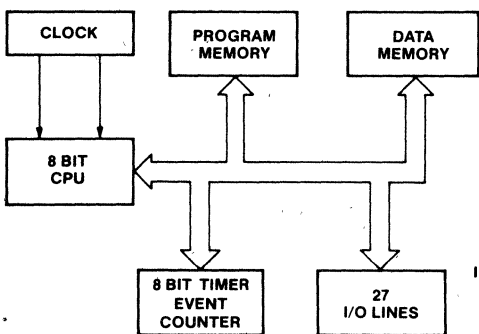 CLOCK
PROGRAM
MEMORY
DATA
MEMORY
8 BIT
CPU
8 BIT TIMER
EVENT
COUNTER
27
I/O LINES